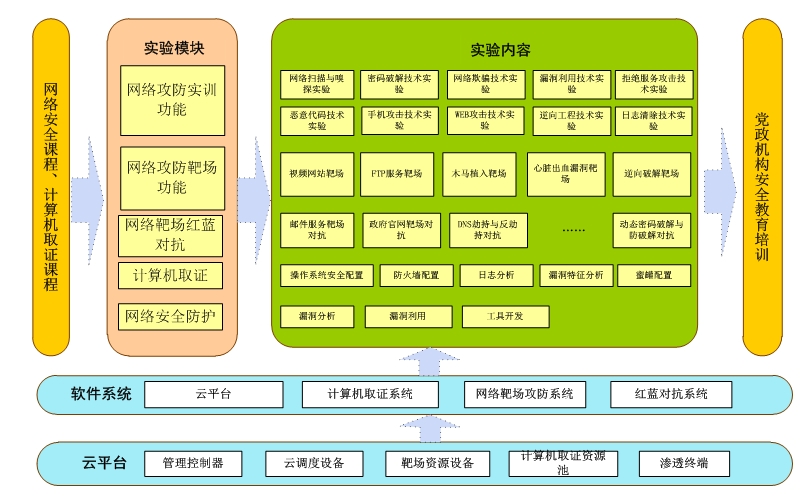 网络安全课程、计算机取证课程
实验模块
网络攻防实训
功能
网络攻防靶场
功能
网络靶场红蓝
对抗
计算机取证
网络安全防护
实验内容
网络扫描与嗅
探实验
密码破解技术实
验
网络欺骗技术实
验
漏洞利用技术实
验
拒绝服务攻击技
术实验
恶意代码技术
实验
手机攻击技术实
验
WEB攻击技术实
验
逆向工程技术实
验
日志清除技术实
验
视频网站靶场
FTP服务靶场
木马植入靶场
心脏出血漏洞靶
场
逆向破解靶场
邮件服务靶场
对抗
政府官网靶场对
抗
DNS劫持与反劫
持对抗
……
动态密码破解与
防破解对抗
操作系统安全配置
防火墙配置
日志分析
漏洞特征分析
蜜罐配置
漏洞分析
漏洞利用
工具开发
党政机构安全教育培训
软件系统
云平台
计算机取证系统
网络靶场攻防系统
红蓝对抗系统
云平台
管理控制器
云调度设备
靶场资源设备
计算机取证资源
池
渗透终端